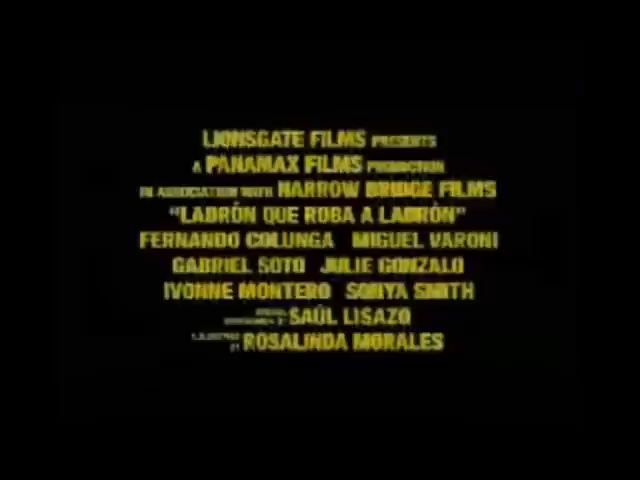 LIONSGATE FILMS PRESENTS
A PANAMAX FILMS PRODUCTION
IN ASSOCIATION WITH NARROW BRIDGE FILMS
"LADRÓN QUE ROBA A LADRÓN"
FERNANDO COLUNGA MIGUEL VARONI
GABRIEL SOTO JULIE GONZALO
IVONNE MONTERO SONYA SMITH
SAÚL LISAZO
BY ROSALINDA MORALES